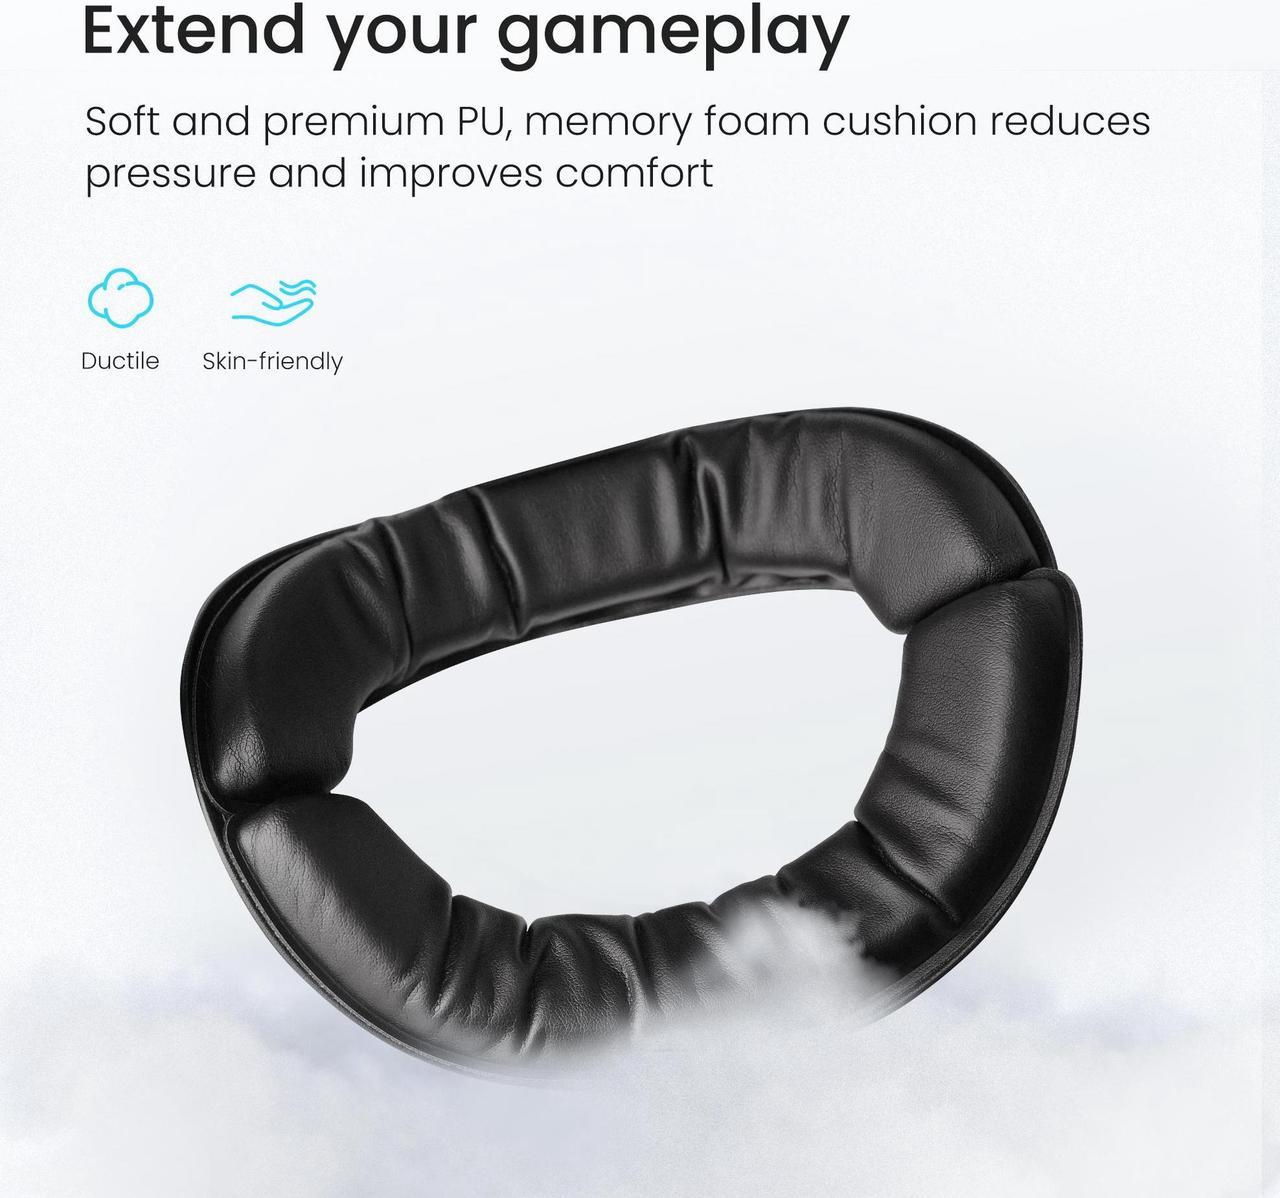 Extend your gameplay
Soft and premium PU, memory foam cushion reduces
pressure and improves comfort
Ductile
Skin-friendly